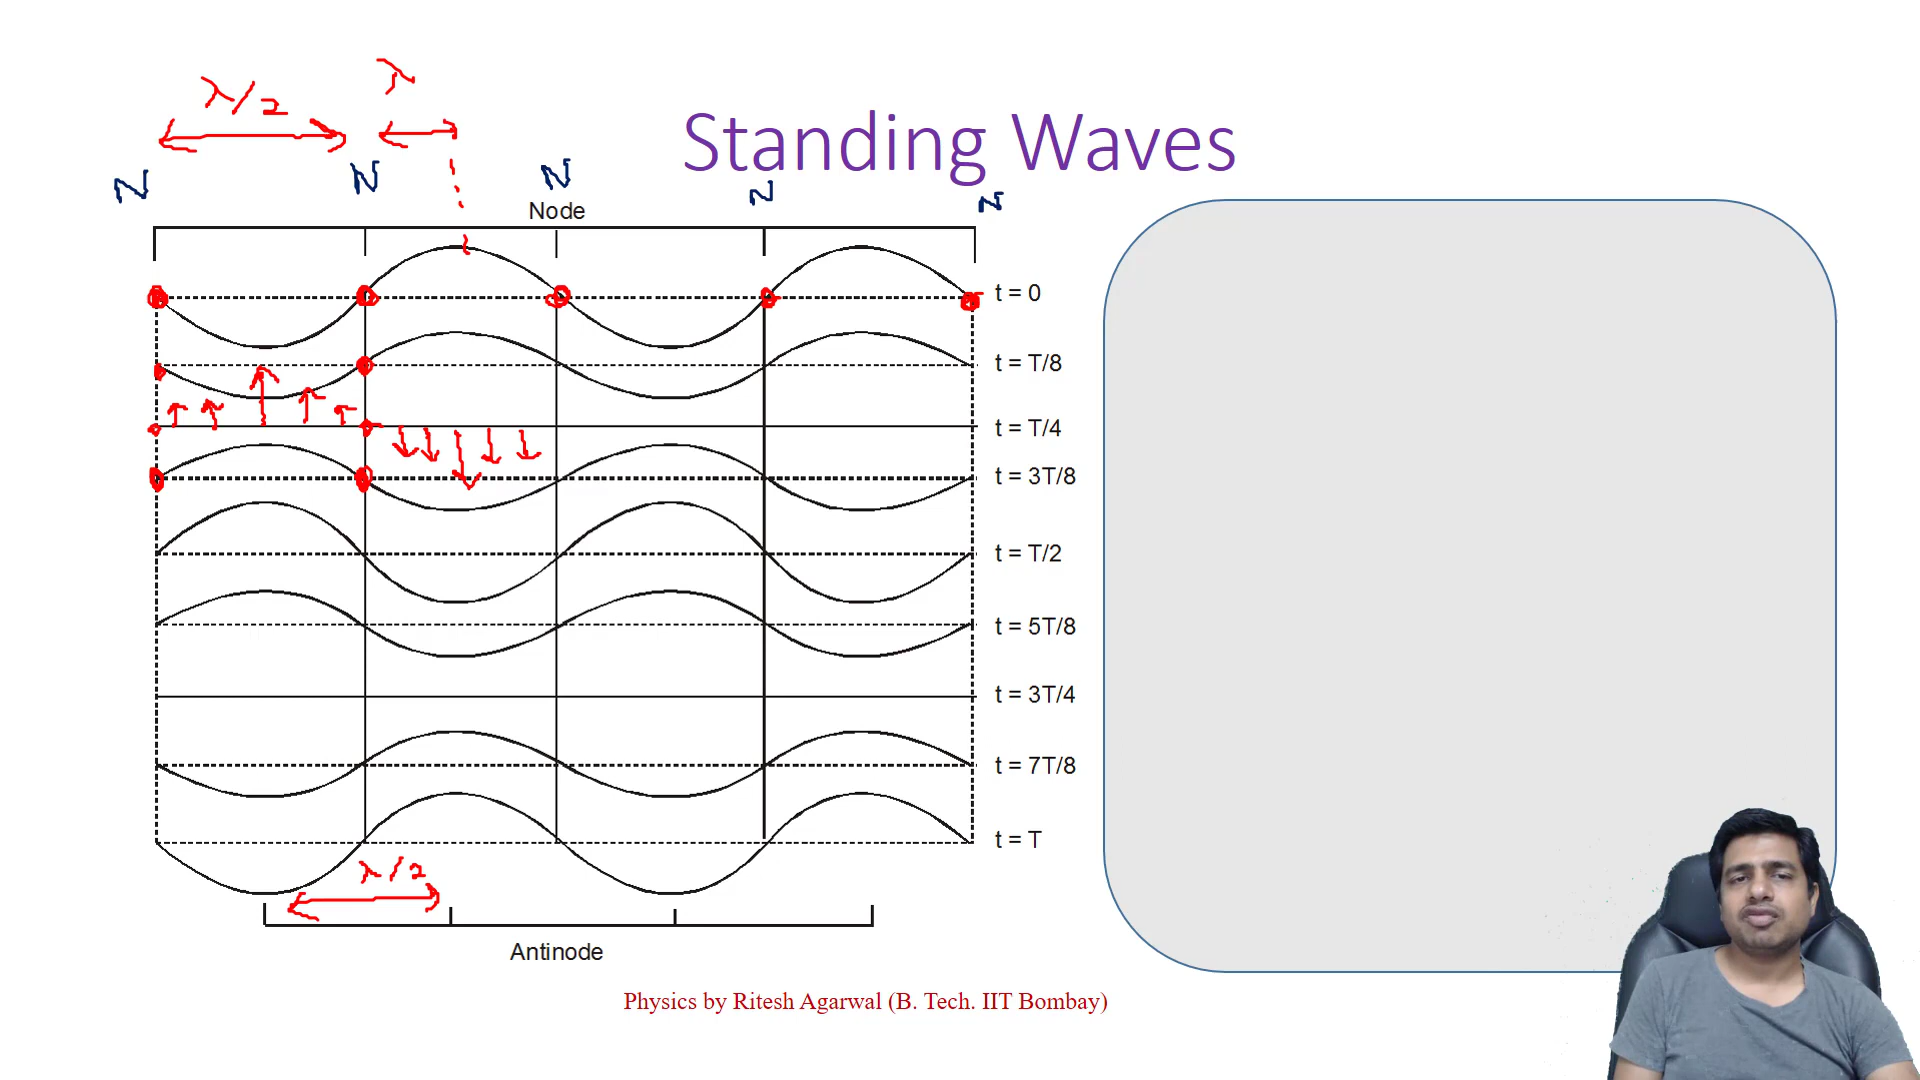 λ/2
λ
Standing Waves
N
N
N
N
N
Node
t = 0
t = T/8
t = T/4
t = 3T/8
t = T/2
t = 5T/8
t = 3T/4
t = 7T/8
t = T
λ/2
Antinode
Physics by Ritesh Agarwal (B. Tech. IIT Bombay)